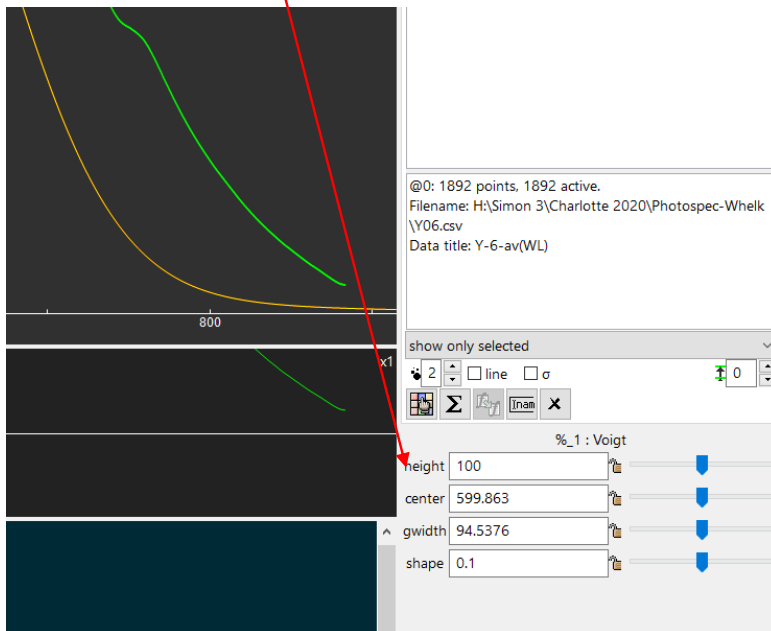 @0: 1892 points, 1892 active.
Filename: H:\Simon 3\Charlotte 2020\Photospec-Whelk
\Y06.csv
Data title: Y-6-av(WL)
800
show only selected
x1
2 line σ 0
Σ Inam x
%_1 : Voigt
height 100
center 599.863
gwidth 94.5376
shape 0.1